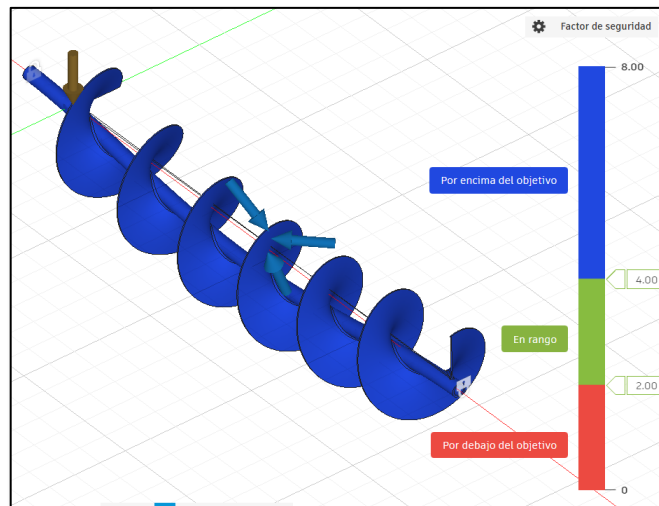 Factor de seguridad
8.00
Por encima del objetivo
4.00
En rango
2.00
Por debajo del objetivo
0